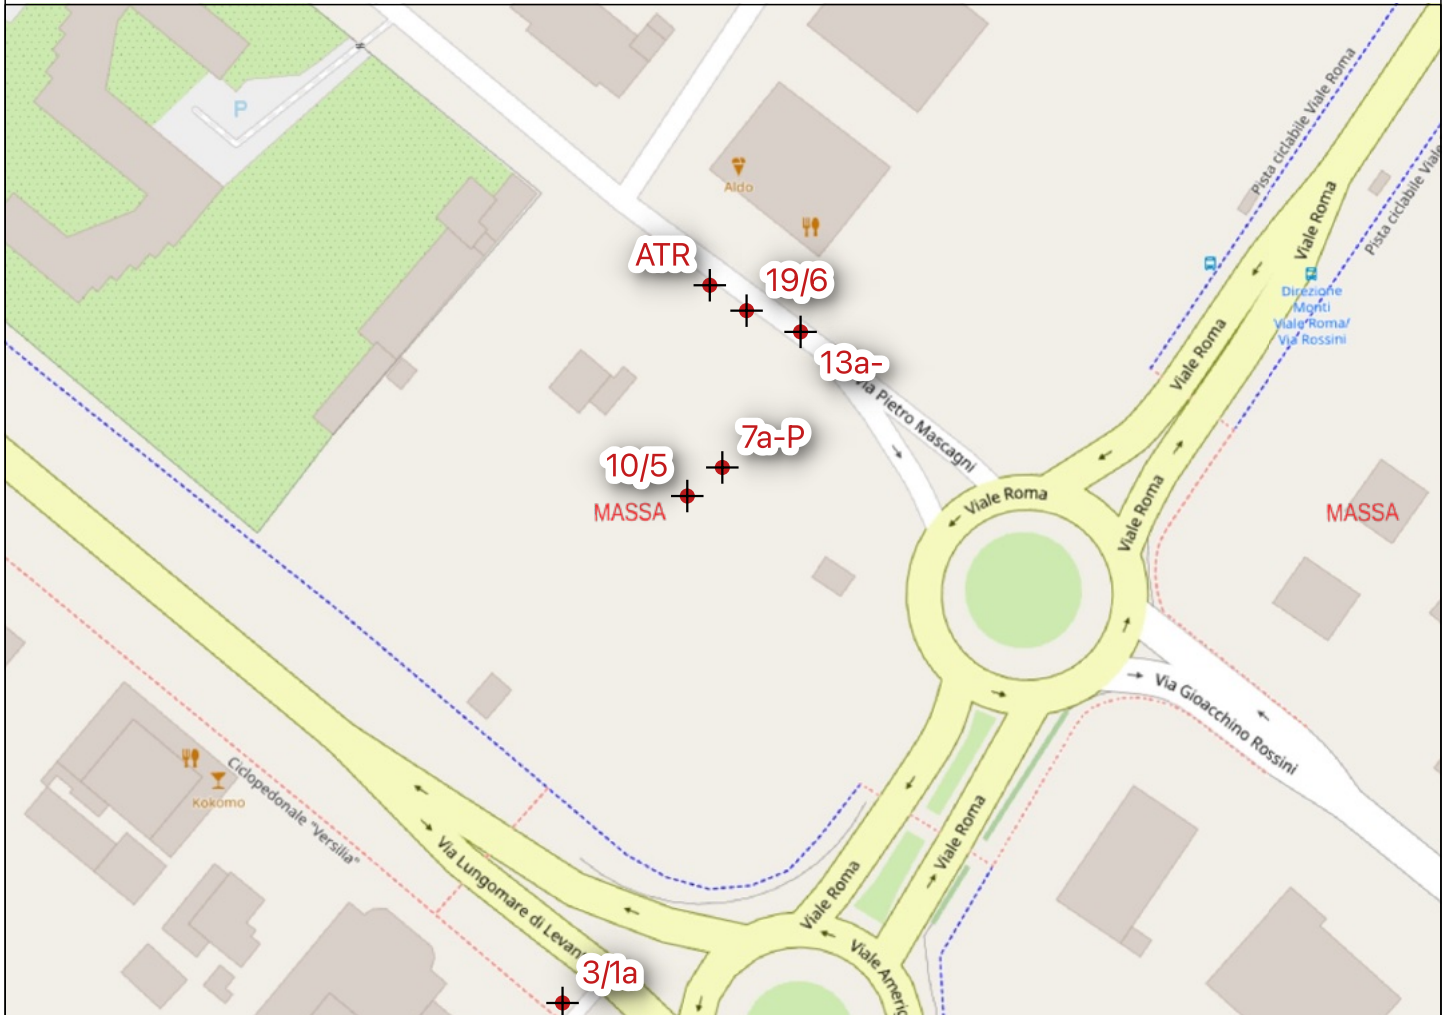 P
Aldo
ATR
19/6
13a-
Via Pietro Mascagni
7a-P
10/5
MASSA
MASSA
Pista ciclabile Viale Roma
Pista ciclabile Viale
Viale Roma
Viale Roma
Direzione
Monti
Viale Roma/
Via Rossini
Viale Roma
Viale Roma
Via Gioacchino Rossini
Kokomo
Ciclopedonale "Versilia"
Via Lungomare di Levan
Viale Roma
Viale Roma
Viale Ameri
3/1a